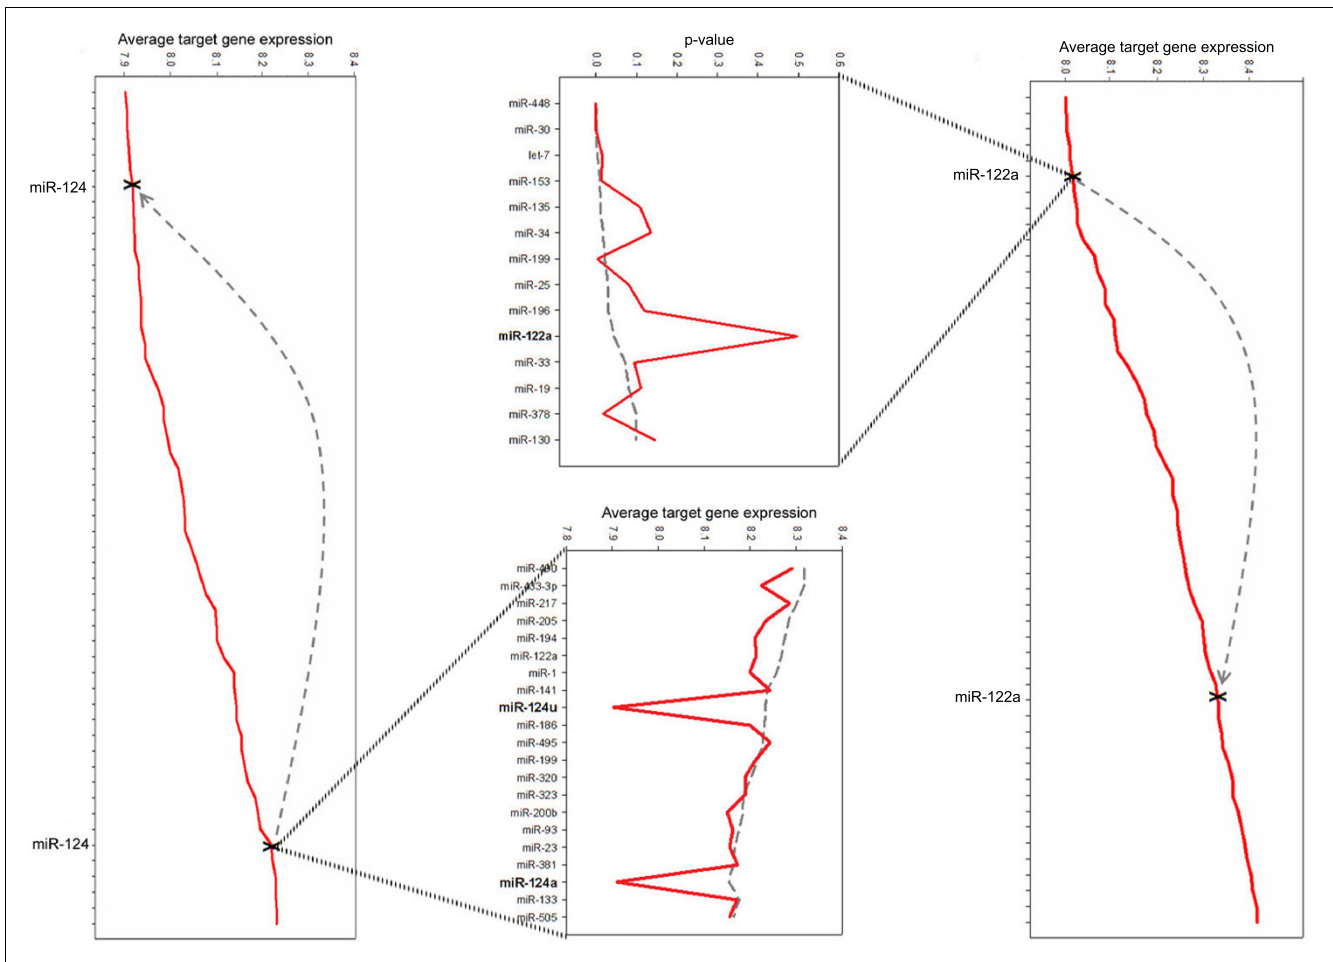 Average target gene expression
7.9 8.0 8.2 8.2 8.3 8.4
miR-124
miR-124
p-value
0.0 0.1 0.2 0.3 0.4 0.5 0.6
miR-448
miR-30
let-7
miR-153
miR-135
miR-34
miR-199
miR-25
miR-196
miR-122a
miR-33
miR-19
miR-378
miR-130
Average target gene expression
7.8 7.9 8.0 8.1 8.2 8.3 8.4
miR-433-3p
miR-217
miR-205
miR-194
miR-122a
miR-1
miR-141
miR-124u
miR-186
miR-495
miR-199
miR-320
miR-323
miR-200b
miR-93
miR-23
miR-381
miR-124a
miR-133
miR-505
Average target gene expression
8.0 8.1 8.2 8.3 8.4
miR-122a
miR-122a